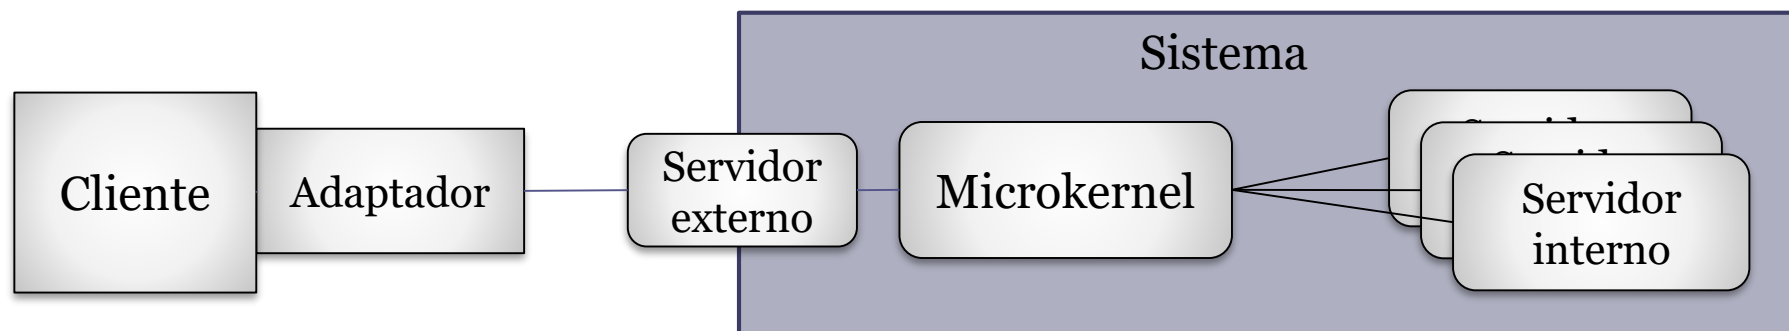 Sistema
Cliente
Adaptador
Servidor
externo
Microkernel
Servidor
interno